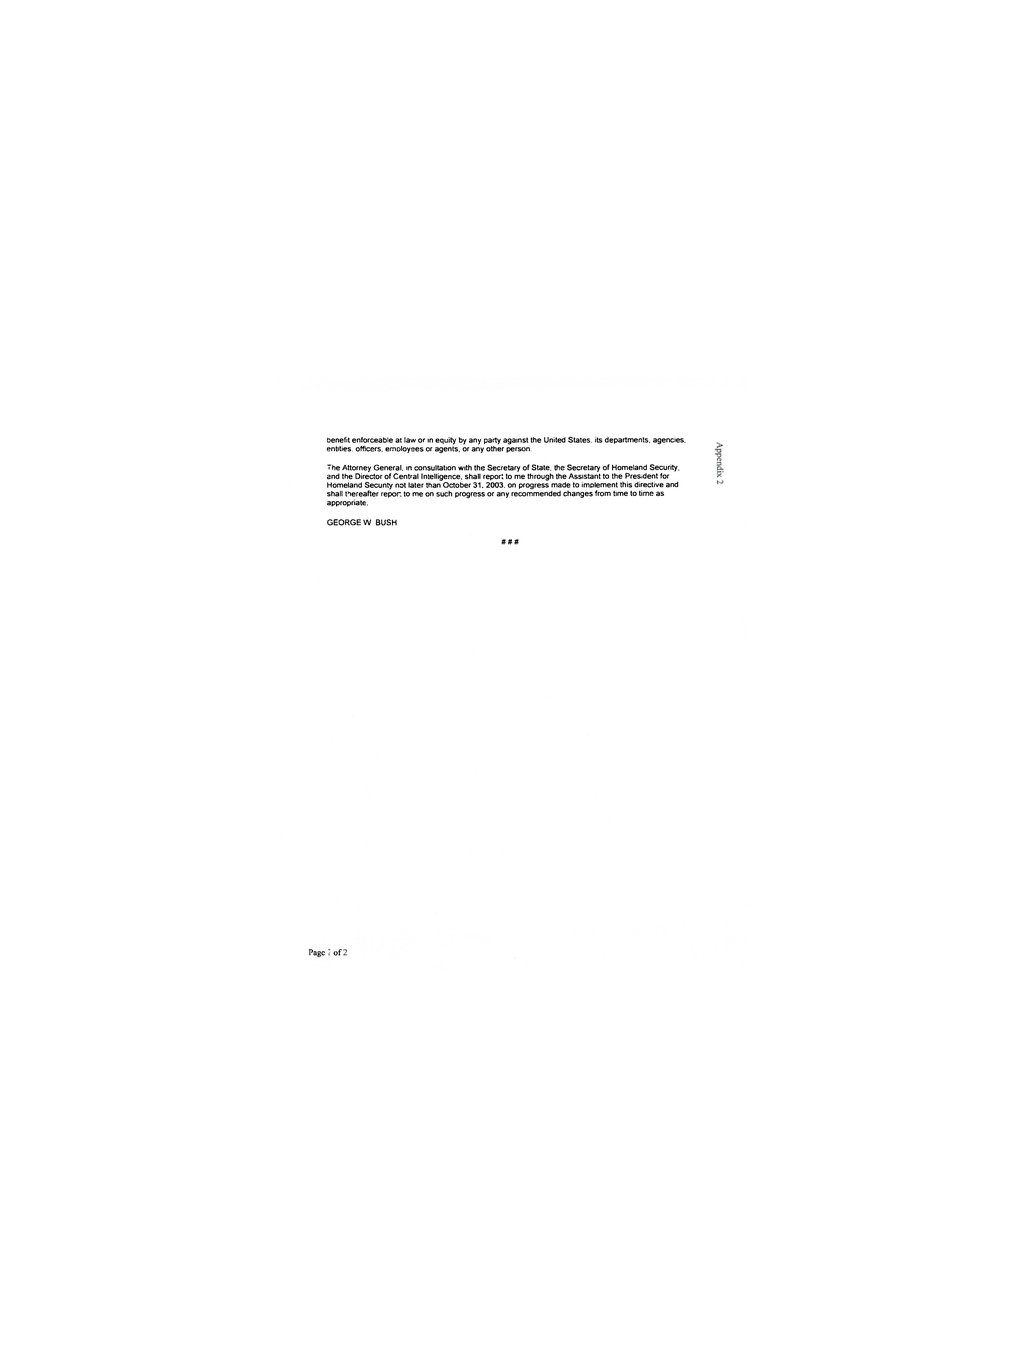 benefit enforceable at law or in equity by any party against the United States, its departments, agencies,
entities, officers, employees or agents, or any other person.
The Attorney General, in consultation with the Secretary of State, the Secretary of Homeland Security,
and the Director of Central Intelligence, shall report to me through the Assistant to the President for
Homeland Security not later than October 31, 2003, on progress made to implement this directive and
shall thereafter report to me on such progress or any recommended changes from time to time as
appropriate.
GEORGE W BUSH
# # #
Appendix 2
Page of 2